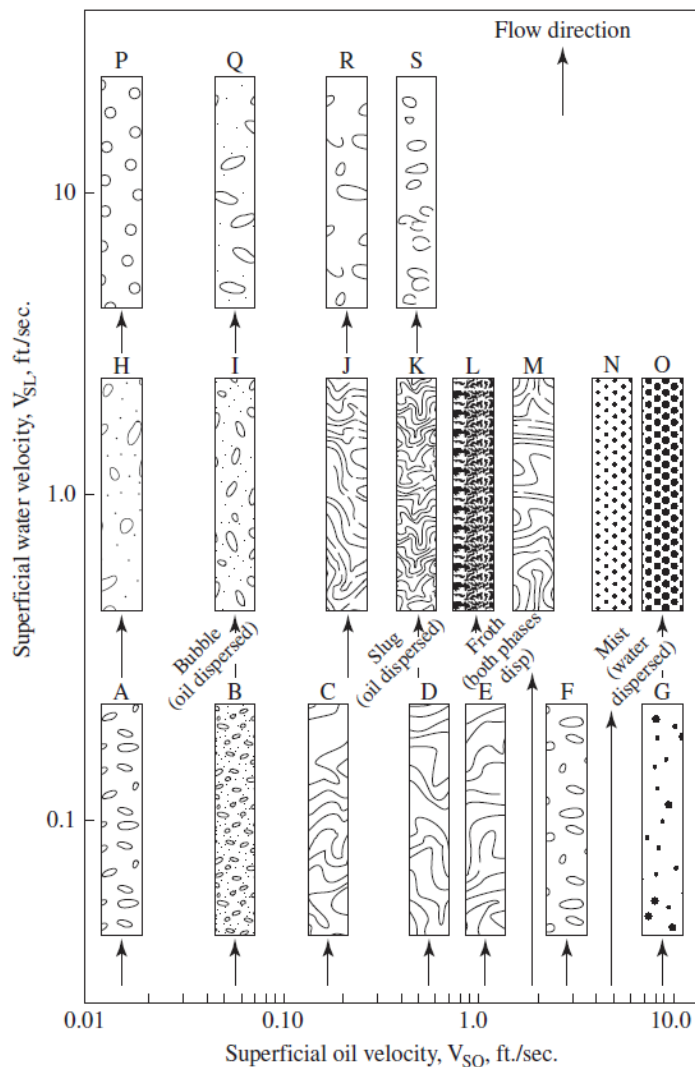 Flow direction
P Q R S
10
H I J K L M N O
1.0
Superficial water velocity, V_SL, ft./sec.
Bubble
(oil dispersed)
Slug
(oil dispersed)
Froth
(both phases
disp)
Mist
(water
dispersed)
A B C D E F G
0.1
0.01 0.10 1.0 10.0
Superficial oil velocity, V_SO, ft./sec.